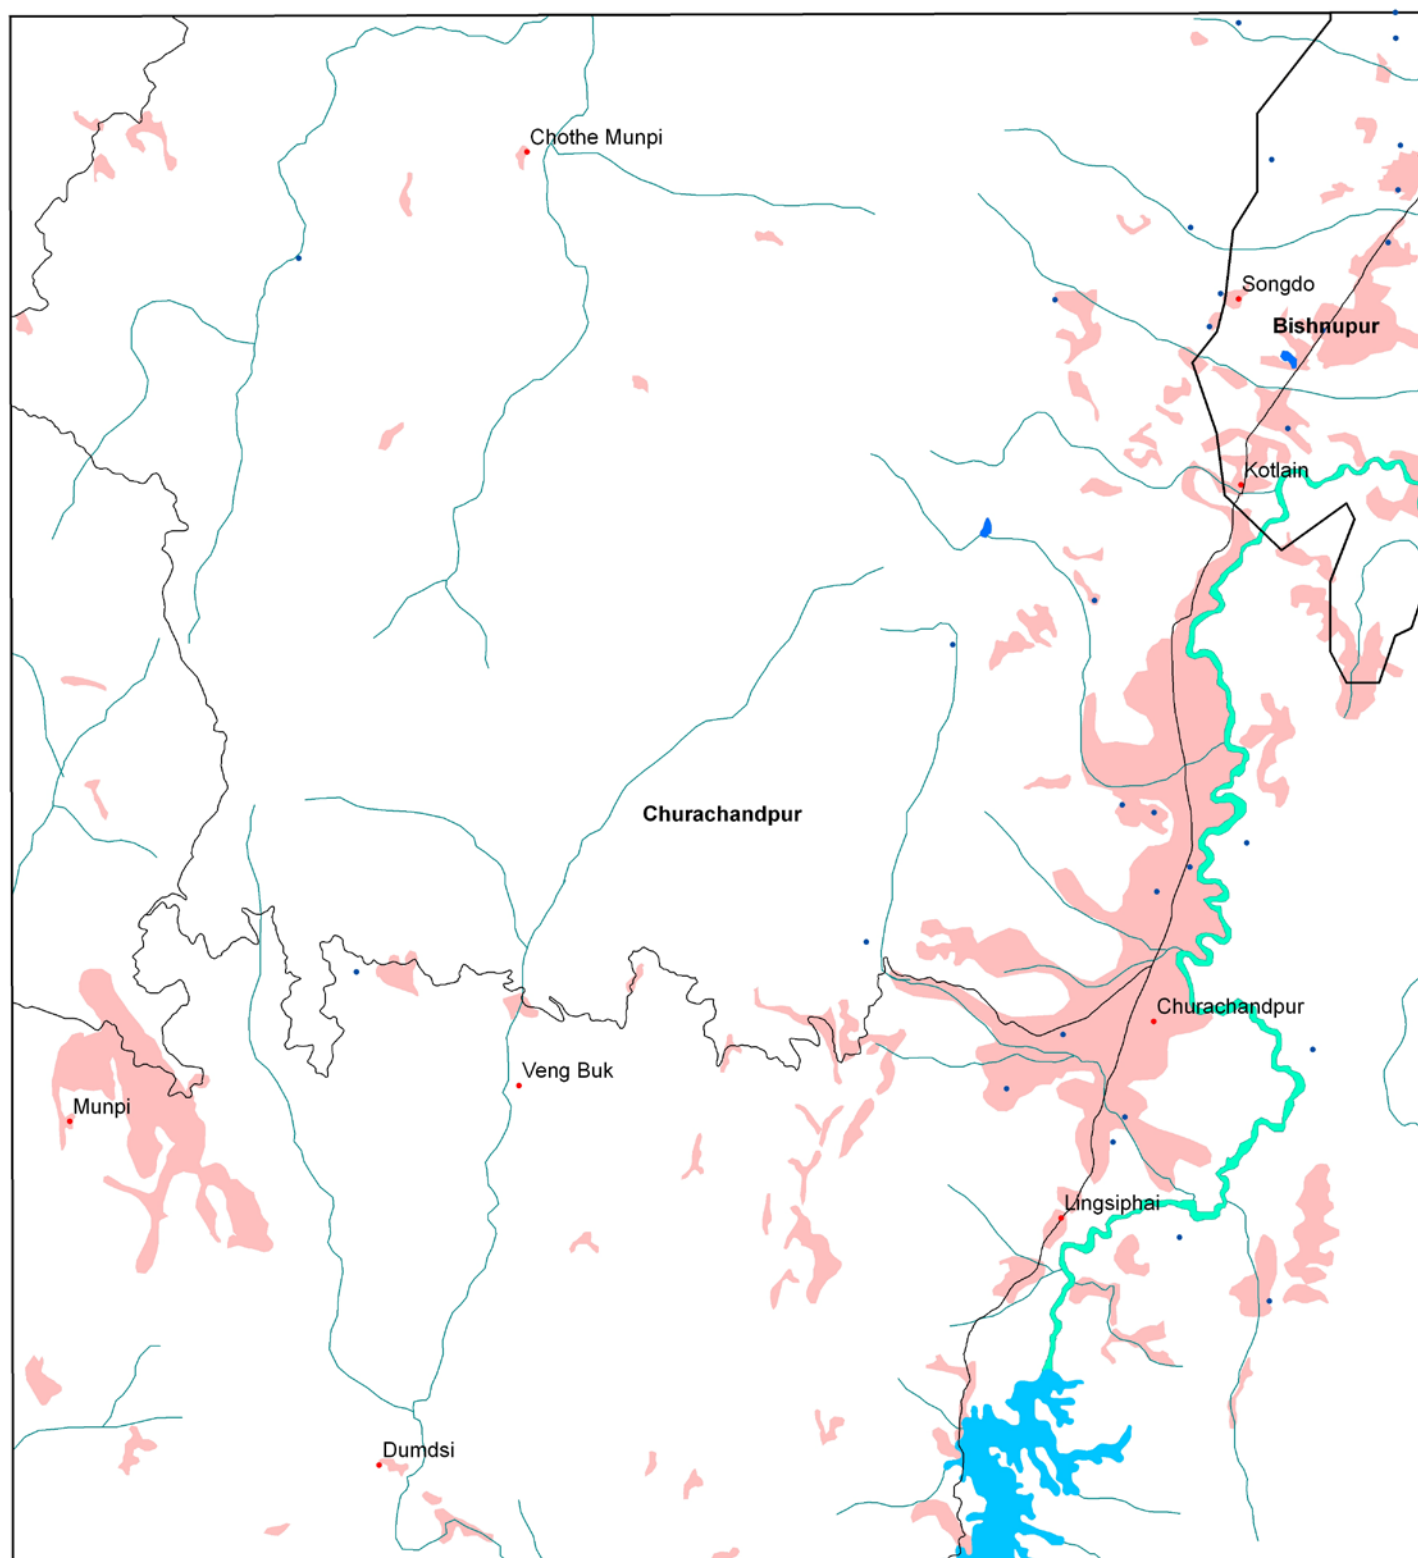 Chothe Munpi
Songdo
Bishnupur
Kotlain
Churachandpur
Churachandpur
Veng Buk
Munpi
Lingsiphai
Dumdsi